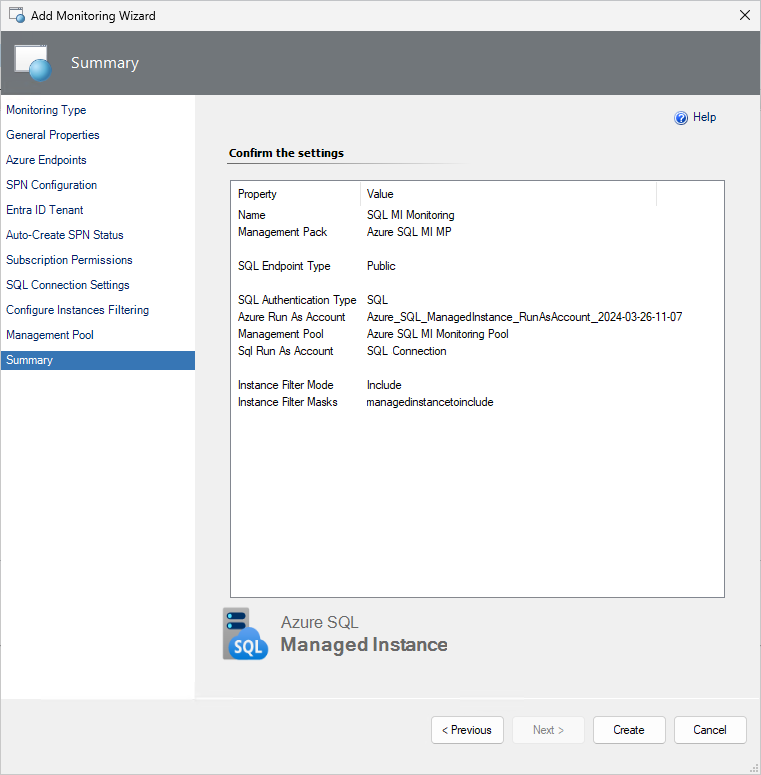 Add Monitoring Wizard
Summary
Monitoring Type
General Properties
Azure Endpoints
SPN Configuration
Entra ID Tenant
Auto-Create SPN Status
Subscription Permissions
SQL Connection Settings
Configure Instances Filtering
Management Pool
Summary
Help
Confirm the settings
Property Value
Name SQL MI Monitoring
Management Pack Azure SQL MI MP
SQL Endpoint Type Public
SQL Authentication Type SQL
Azure Run As Account Azure_SQL_ManagedInstance_RunAsAccount_2024-03-26-11-07
Management Pool Azure SQL MI Monitoring Pool
Sql Run As Account SQL Connection
Instance Filter Mode Include
Instance Filter Masks managedinstancetoinclude
SQL
Azure SQL
Managed Instance
< Previous Next > Create Cancel